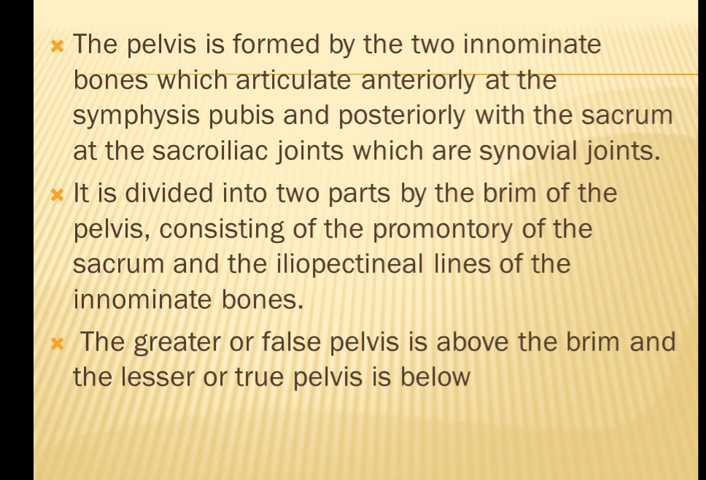 The pelvis is formed by the two innominate
bones which articulate anteriorly at the
symphysis pubis and posteriorly with the sacrum
at the sacroiliac joints which are synovial joints.
It is divided into two parts by the brim of the
pelvis, consisting of the promontory of the
sacrum and the iliopectineal lines of the
innominate bones.
The greater or false pelvis is above the brim and
the lesser or true pelvis is below